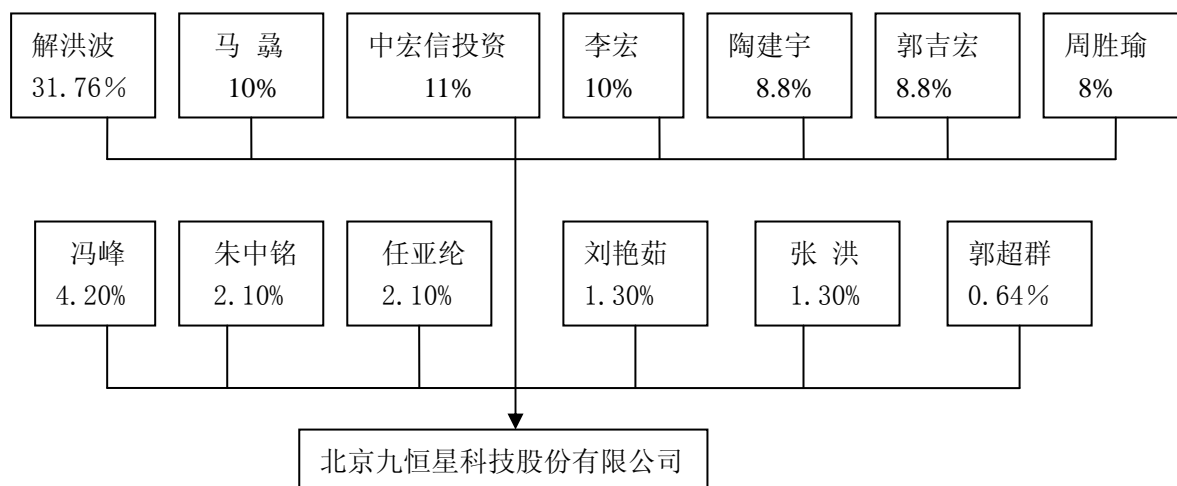 解洪波
31.76%
马 骉
10%
中宏信投资
11%
李宏
10%
陶建宇
8.8%
郭吉宏
8.8%
周胜瑜
8%
冯峰
4.20%
朱中铭
2.10%
任亚纶
2.10%
刘艳茹
1.30%
张 洪
1.30%
郭超群
0.64%
北京九恒星科技股份有限公司